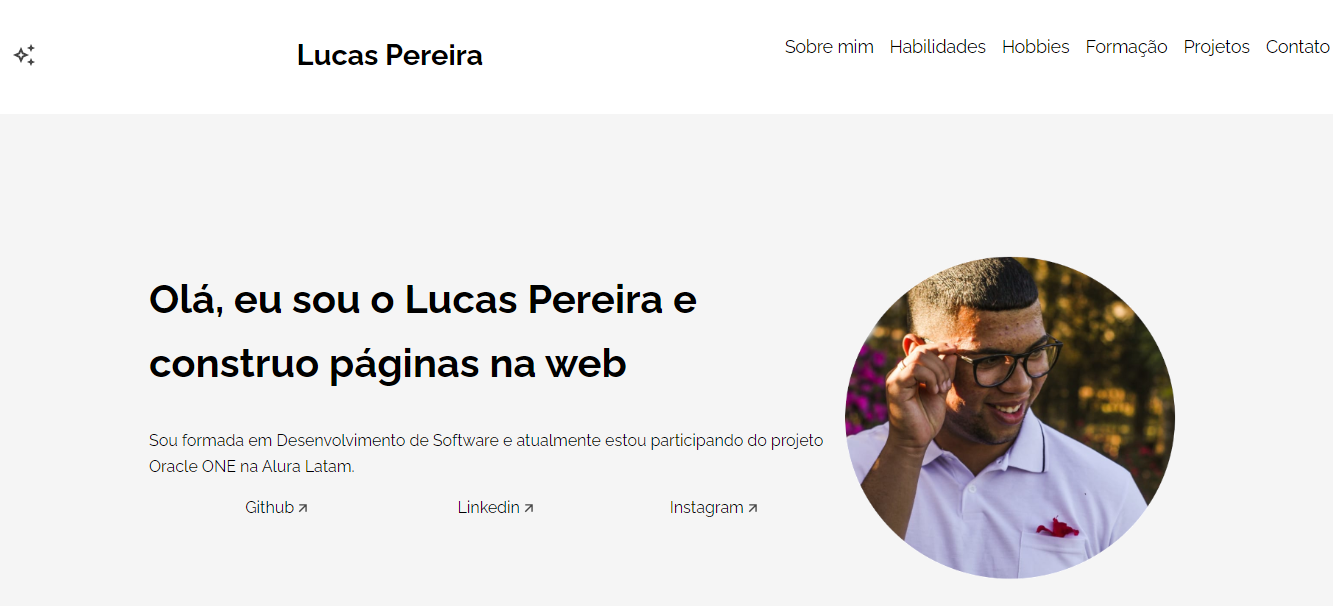 Lucas Pereira
Sobre mim Habilidades Hobbies Formação Projetos Contato
Olá, eu sou o Lucas Pereira e
construo páginas na web
Sou formada em Desenvolvimento de Software e atualmente estou participando do projeto
Oracle ONE na Alura Latam.
Github Linkedin Instagram